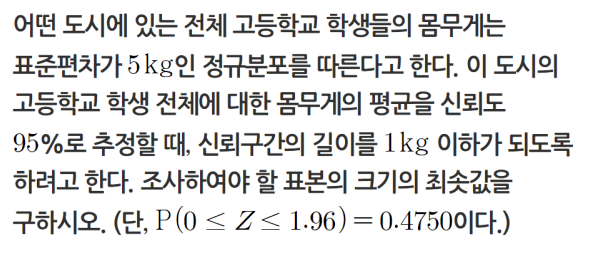 어떤 도시에 있는 전체 고등학교 학생들의 몸무게는
표준편차가 5kg인 정규분포를 따른다고 한다. 이 도시의
고등학교 학생 전체에 대한 몸무게의 평균을 신뢰도
95%로 추정할 때, 신뢰구간의 길이를 1kg 이하가 되도록
하려고 한다. 조사하여야 할 표본의 크기의 최솟값을
구하시오. (단, P(0 ≤ Z ≤ 1.96) = 0.4750이다.)